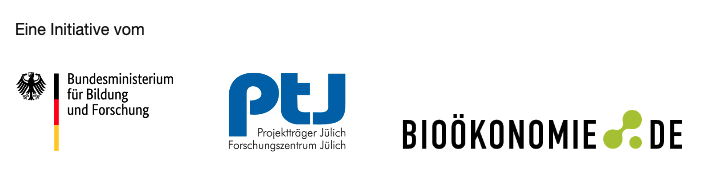 Eine Initiative vom
Bundesministerium
für Bildung
und Forschung
ptJ
Projektträger Jülich
Forschungszentrum Jülich
BIOÖKONOMIE DE